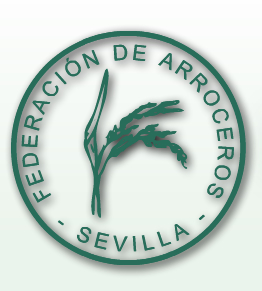 FEDERACIÓN DE ARROCEROS
- SEVILLA -